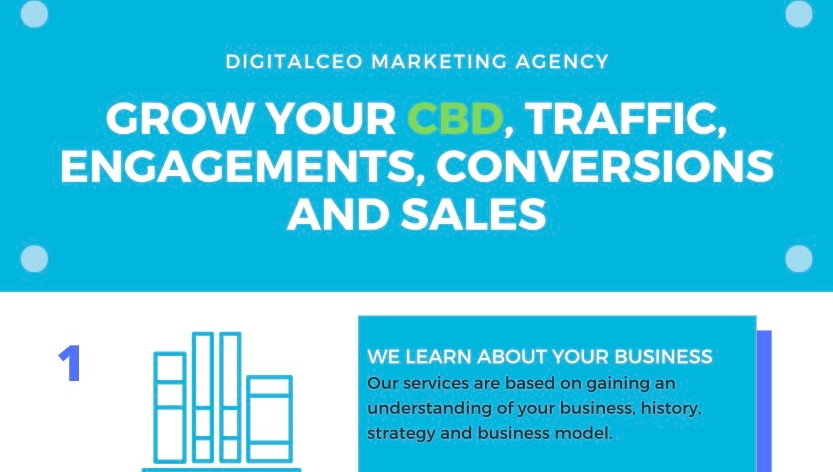 DIGITALCEO MARKETING AGENCY
GROW YOUR CBD, TRAFFIC,
ENGAGEMENTS, CONVERSIONS
AND SALES
1
WE LEARN ABOUT YOUR BUSINESS
Our services are based on gaining an
understanding of your business, history,
strategy and business model.